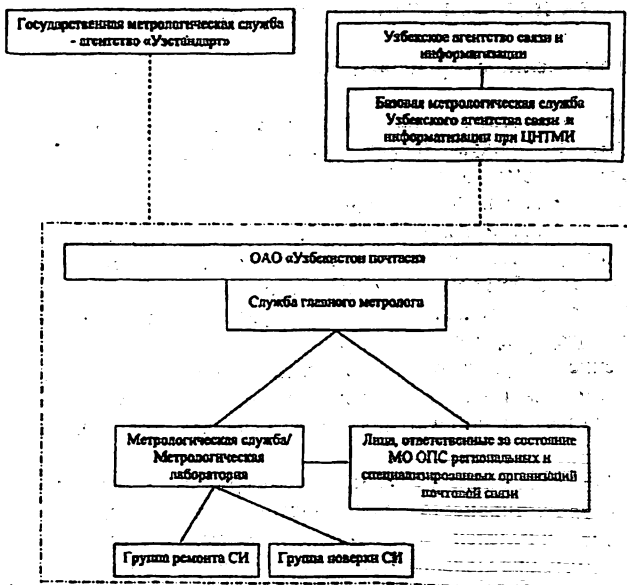 Государственная метрологическая служба
- агентство «Узстандарт»
Узбекское агентство связи и
информатизации
Базовая метрологическая служба
Узбекского агентства связи и
информатизации при ЦНТМИ
ОАО «Узбекистон почтаси»
Служба главного метролога
Метрологическая служба/
Метрологическая
лаборатория
Лица, ответственные за состояние
МО ОПС региональных и
специализированных организаций
почтовой связи
Группа ремонта СИ
Группа поверки СИ